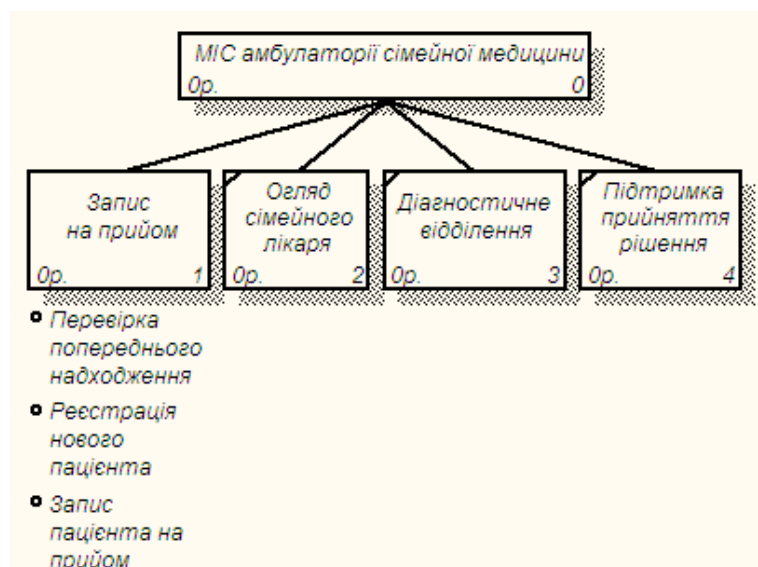 МІС амбулаторії сімейної медицини
0р. 0
Запис
на прийом
0р. 1
Огляд
сімейного
лікаря
0р. 2
Діагностичне
відділення
0р. 3
Підтримка
прийняття
рішення
0р. 4
Перевірка
попереднього
надходження
Реєстрація
нового
пацієнта
Запис
пацієнта на
прийом